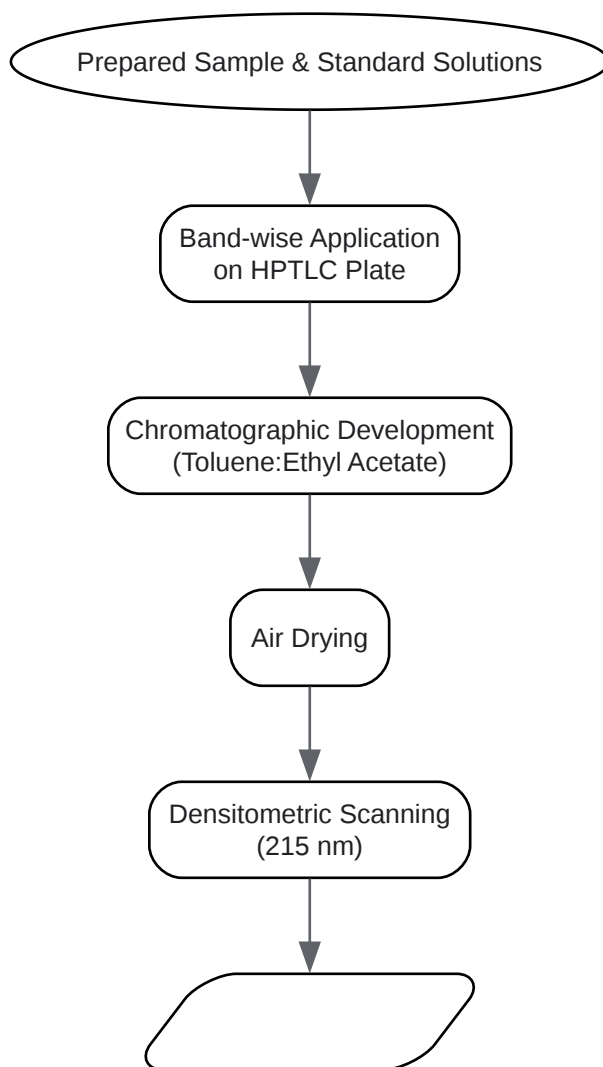 Prepared Sample & Standard Solutions
Band-wise Application
on HPTLC Plate
Chromatographic Development
(Toluene:Ethyl Acetate)
Air Drying
Densitometric Scanning
(215 nm)